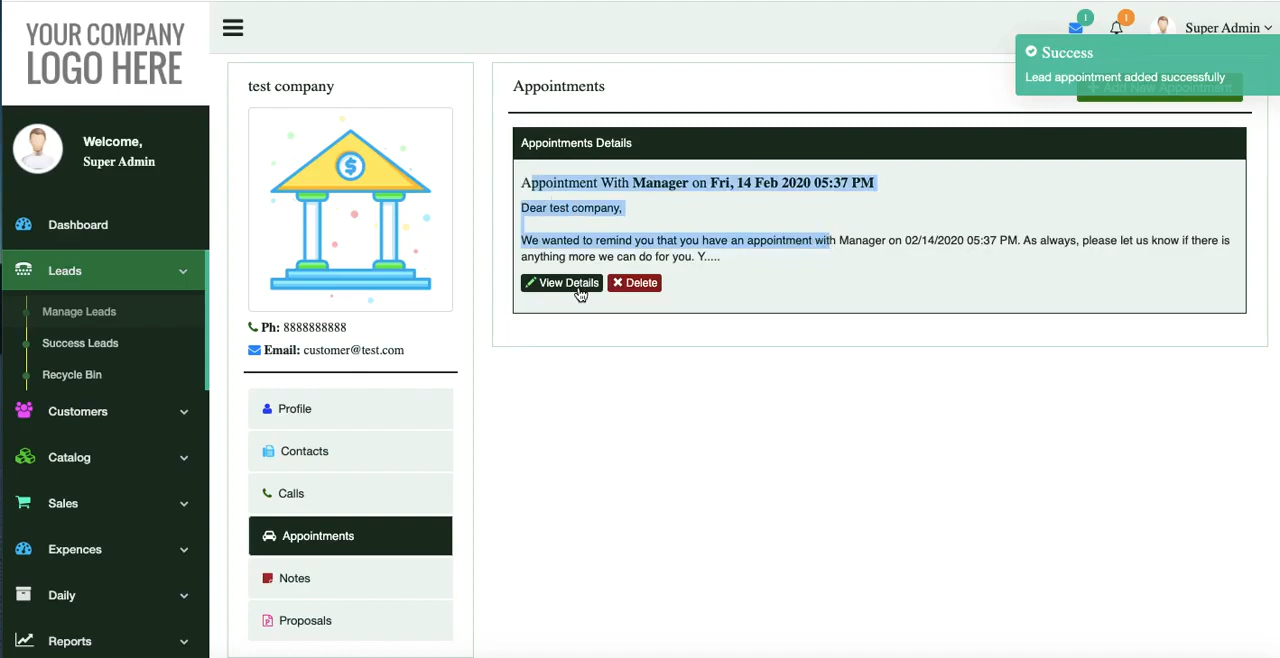 YOUR COMPANY
LOGO HERE
1
1
Super Admin
Success
Lead appointment added successfully
Add New Appointment
Welcome,
Super Admin
Dashboard
Leads
Manage Leads
Success Leads
Recycle Bin
Customers
Catalog
Sales
Expences
Daily
Reports
test company
$
Ph: 8888888888
Email: customer@test.com
Profile
Contacts
Calls
Appointments
Notes
Proposals
Appointments
Appointments Details
Appointment With Manager on Fri, 14 Feb 2020 05:37 PM
Dear test company,
We wanted to remind you that you have an appointment with Manager on 02/14/2020 05:37 PM. As always, please let us know if there is
anything more we can do for you. Y.....
View Details
Delete